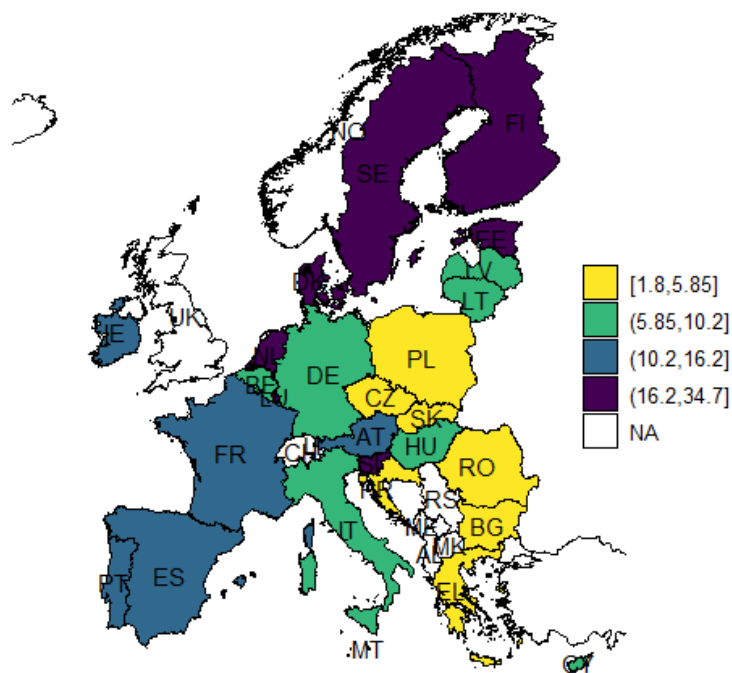 NO
FI
SE
EE
LV
DK
LT
[1.8,5.85]
(5.85,10.2]
(10.2,16.2]
(16.2,34.7]
NA
IE
UK
NL
PL
BE
DE
LU
CZ
SK
AT
HU
FR
CH
LI
SI
RO
HR
RS
IT
ME
BG
MK
AL
PT
ES
EL
MT
CY